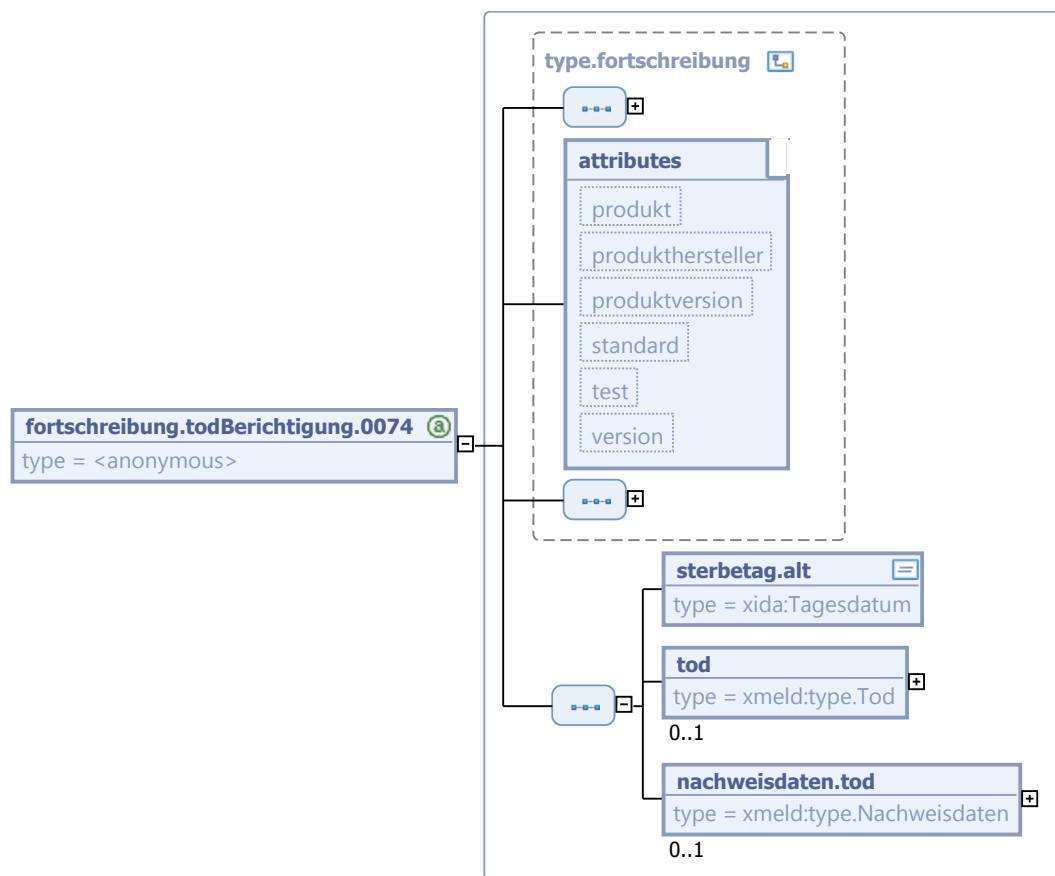 type.fortschreibung
attributes
produkt
produkthersteller
produktversion
standard
test
version
fortschreibung.todBerichtigung.0074 a
type = <anonymous>
sterbetag.alt
type = xida:Tagesdatum
tod
type = xmeld:type.Tod
0..1
nachweisdaten.tod
type = xmeld:type.Nachweisdaten
0..1